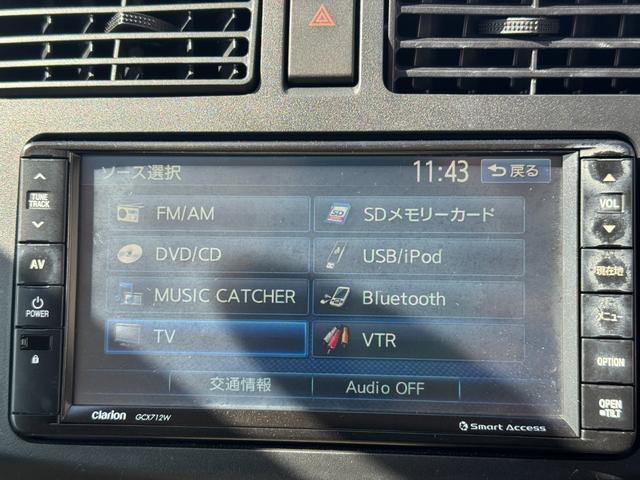 ソース選択 11:43 戻る
FM/AM SDメモリーカード
DVD/CD USB/iPod
MUSIC CATCHER Bluetooth
TV VTR
交通情報 Audio OFF
TUNE
TRACK
AV
POWER
VOL
現在地
メニュー
OPTION
OPEN
TILT
clarion GCX712W Smart Access